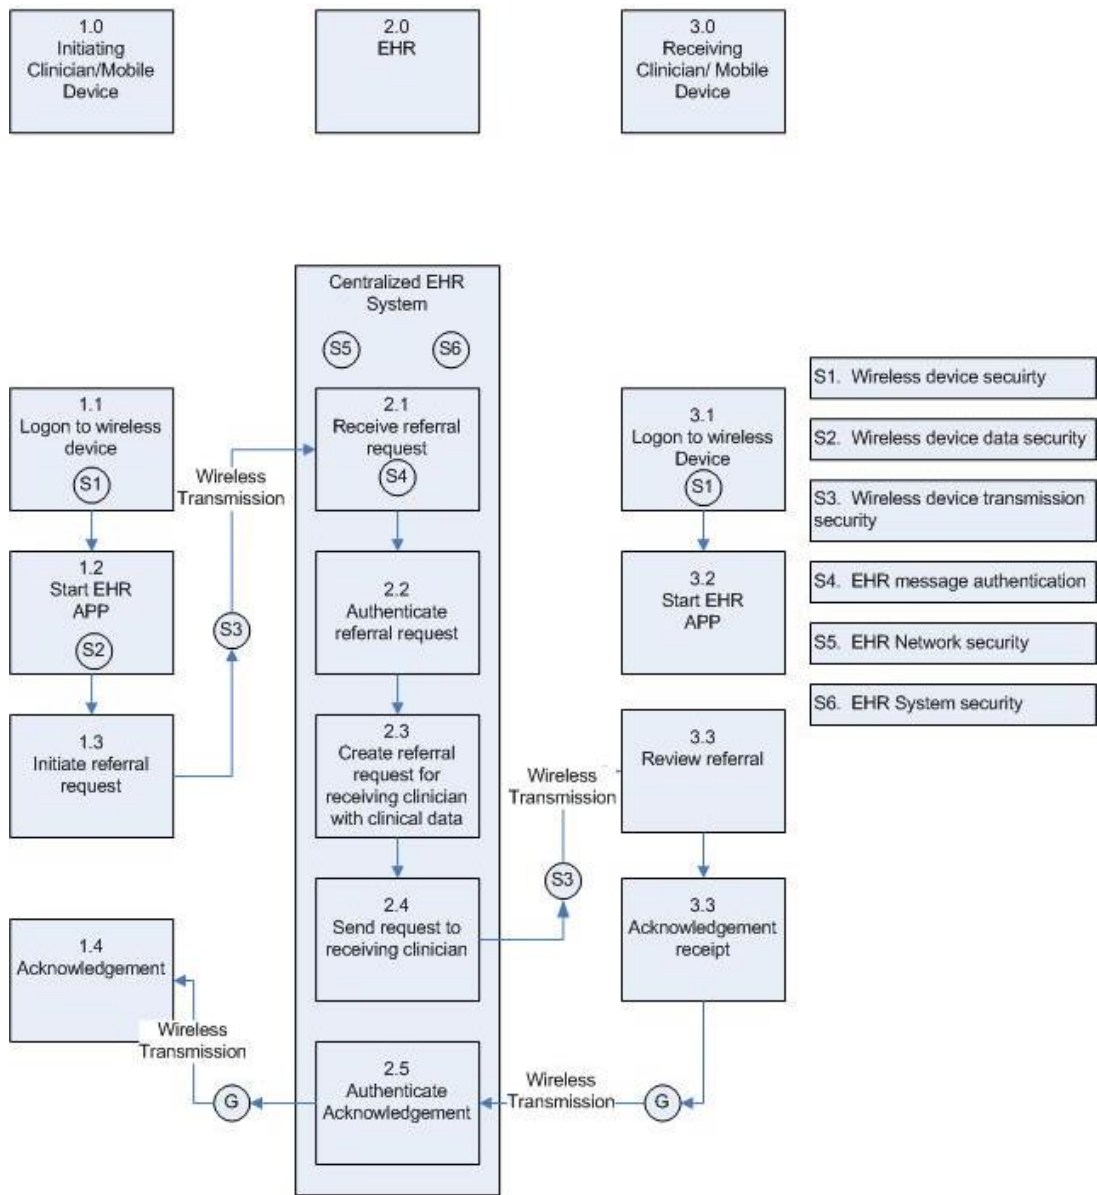 1.0
Initiating
Clinician/Mobile
Device
2.0
EHR
3.0
Receiving
Clinician/ Mobile
Device
Centralized EHR
System
S5
S6
1.1
Logon to wireless
device
S1
1.2
Start EHR
APP
S2
1.3
Initiate referral
request
1.4
Acknowledgement
Wireless
Transmission
S3
2.1
Receive referral
request
S4
2.2
Authenticate
referral request
2.3
Create referral
request for
receiving clinician
with clinical data
2.4
Send request to
receiving clinician
2.5
Authenticate
Acknowledgement
Wireless
Transmission
G
Wireless
Transmission
S3
3.1
Logon to wireless
Device
S1
3.2
Start EHR
APP
3.3
Review referral
3.3
Acknowledgement
receipt
Wireless
Transmission
G
S1. Wireless device secuirty
S2. Wireless device data security
S3. Wireless device transmission
security
S4. EHR message authentication
S5. EHR Network security
S6. EHR System security